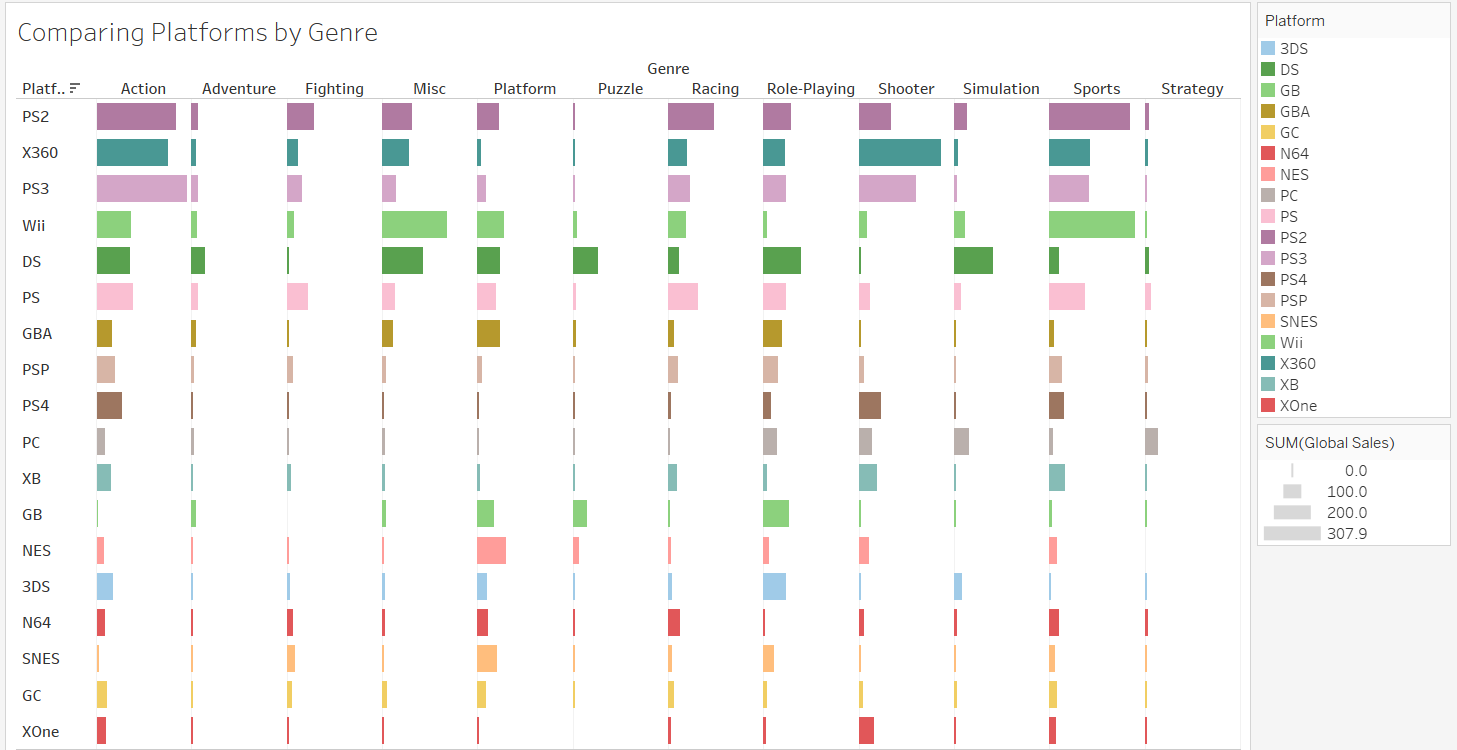 Comparing Platforms by Genre
Genre
Platf.. Action Adventure Fighting Misc Platform Puzzle Racing Role-Playing Shooter Simulation Sports Strategy
PS2
X360
PS3
Wii
DS
PS
GBA
PSP
PS4
PC
XB
GB
NES
3DS
N64
SNES
GC
XOne
Platform
3DS
DS
GB
GBA
GC
N64
NES
PC
PS
PS2
PS3
PS4
PSP
SNES
Wii
X360
XB
XOne
SUM(Global Sales)
0.0
100.0
200.0
307.9